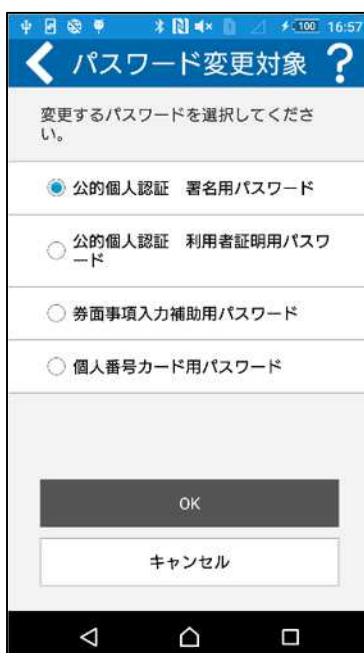 100 16:57
パスワード変更対象 ?
変更するパスワードを選択してくださ
い。
公的個人認証　署名用パスワード
公的個人認証　利用者証明用パスワ
ード
券面事項入力補助用パスワード
個人番号カード用パスワード
OK
キャンセル